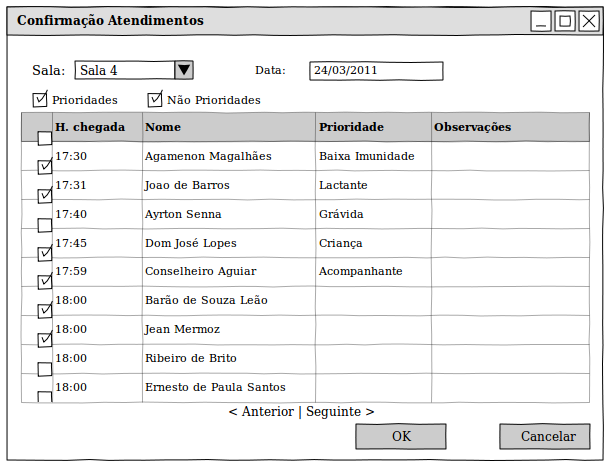 Confirmação Atendimentos
Sala: Sala 4 Data: 24/03/2011
Prioridades Não Prioridades
H. chegada Nome Prioridade Observações
17:30 Agamenon Magalhães Baixa Imunidade
17:31 Joao de Barros Lactante
17:40 Ayrton Senna Grávida
17:45 Dom José Lopes Criança
17:59 Conselheiro Aguiar Acompanhante
18:00 Barão de Souza Leão
18:00 Jean Mermoz
18:00 Ribeiro de Brito
18:00 Ernesto de Paula Santos
< Anterior | Seguinte >
OK Cancelar